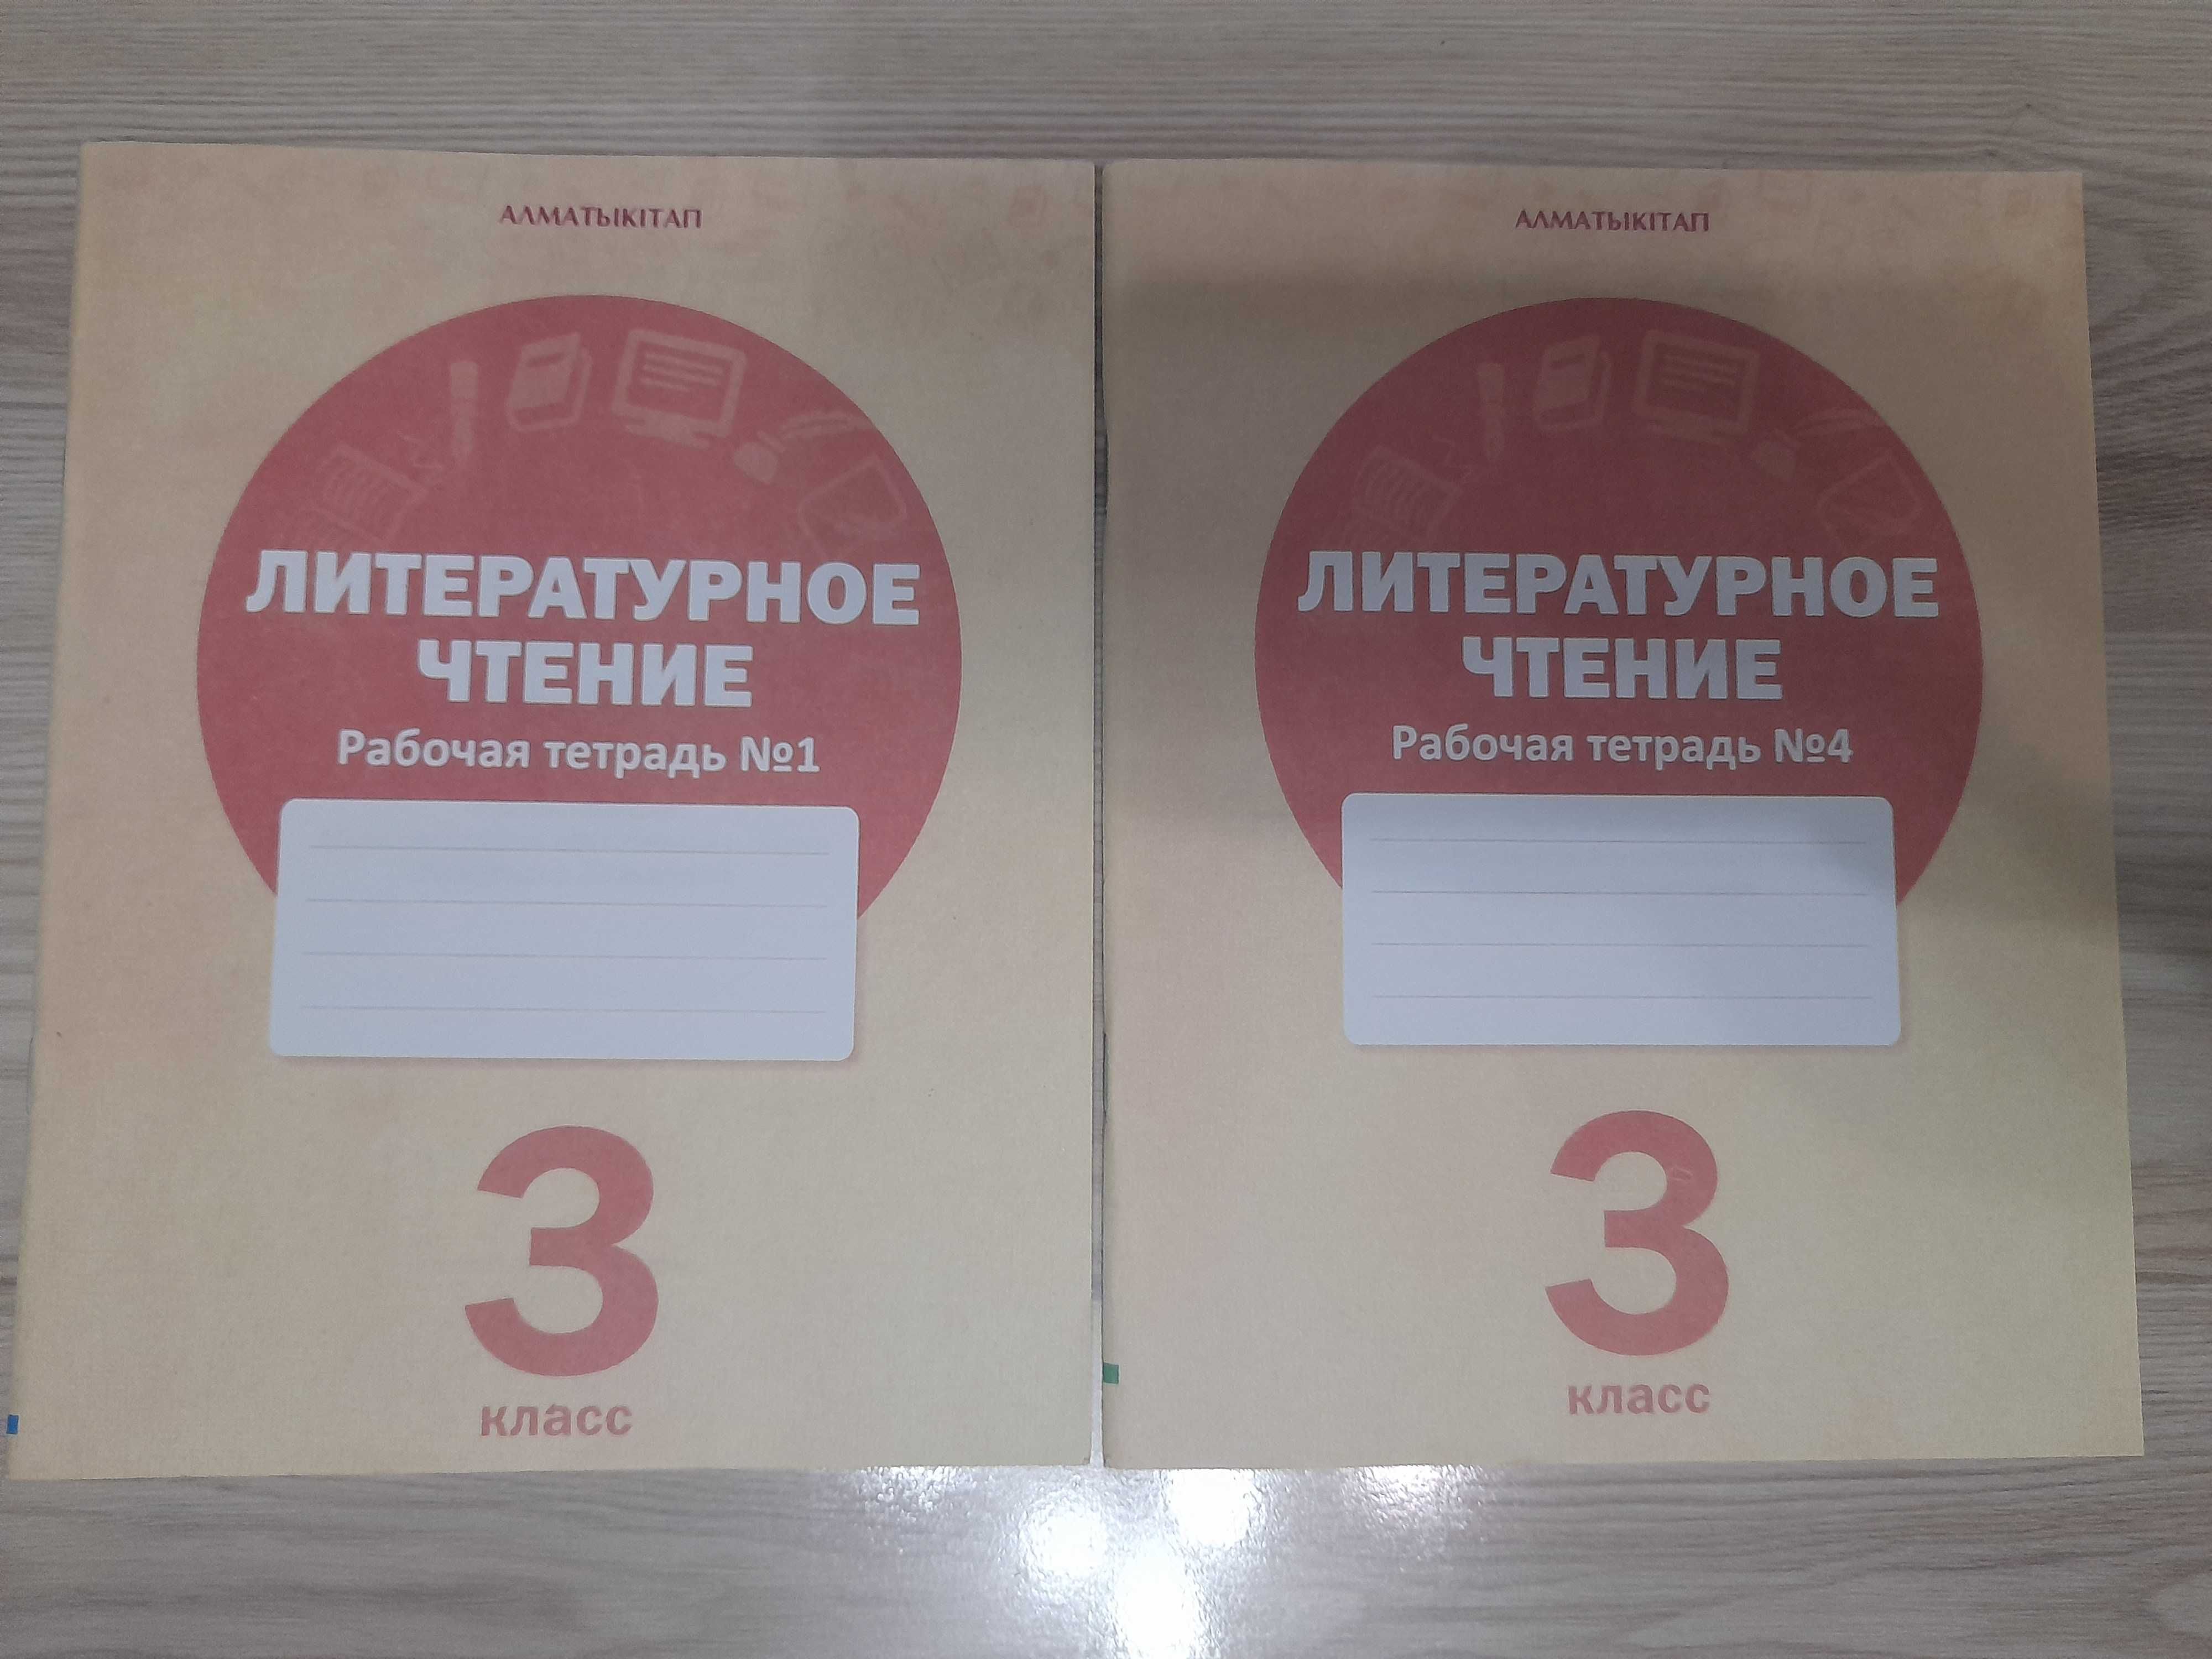 АЛМАТЫКІТАП
ЛИТЕРАТУРНОЕ
ЧТЕНИЕ
Рабочая тетрадь №1
3
класс
АЛМАТЫКІТАП
ЛИТЕРАТУРНОЕ
ЧТЕНИЕ
Рабочая тетрадь №4
3
класс